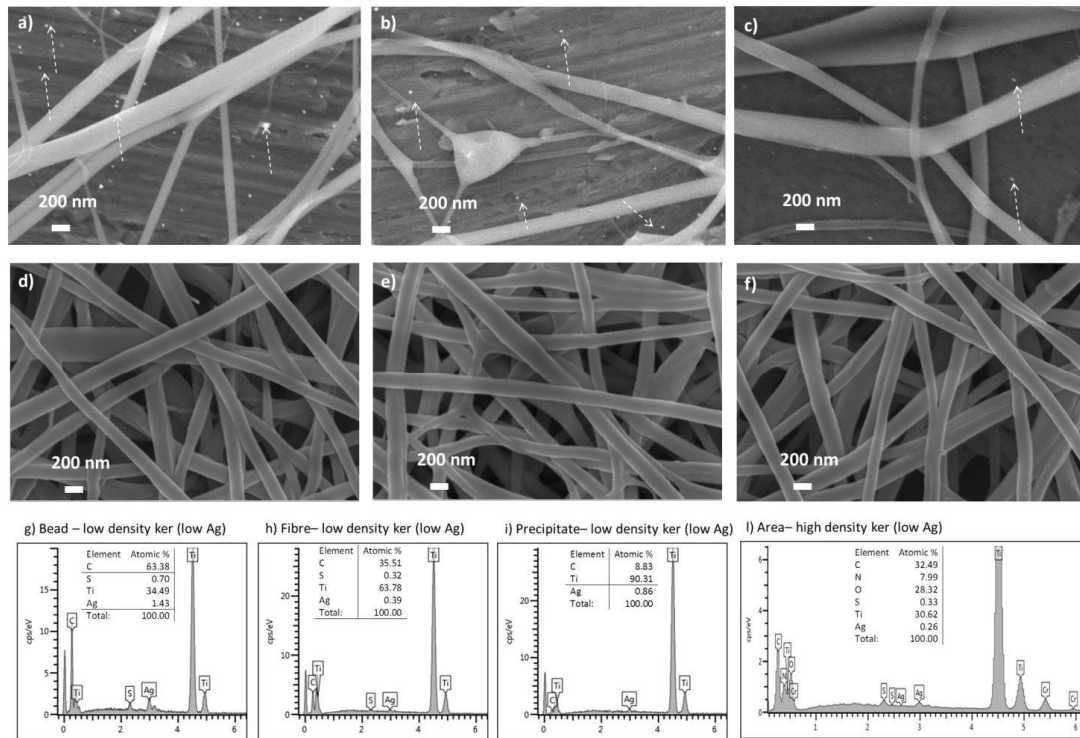 a)
200 nm
b)
200 nm
c)
200 nm
d)
200 nm
e)
200 nm
f)
200 nm
g) Bead – low density ker (low Ag)
Element Atomic %
C 63.38
S 0.70
Ti 34.49
Ag 1.43
Total: 100.00
cps/eV
15
10
5
0
C
Ti
S
Ag
Ti
Ti
0 2 4 6
h) Fibre– low density ker (low Ag)
Element Atomic %
C 35.51
S 0.32
Ti 63.78
Ag 0.39
Total: 100.00
cps/eV
20
10
0
C
Ti
S
Ag
Ti
Ti
0 2 4 6
i) Precipitate– low density ker (low Ag)
Element Atomic %
C 8.83
Ti 90.31
Ag 0.86
Total: 100.00
cps/eV
20
10
0
C
Ti
Ag
Ti
Ti
0 2 4 6
l) Area– high density ker (low Ag)
Element Atomic %
C 32.49
N 7.99
O 28.32
S 0.33
Ti 30.62
Ag 0.26
Total: 100.00
cps/eV
6
5
4
3
2
1
0
C
Ti
O
N
Cr
S
S
Ag
Ag
Ti
Ti
Cr
Cr
1 2 3 4 5 6